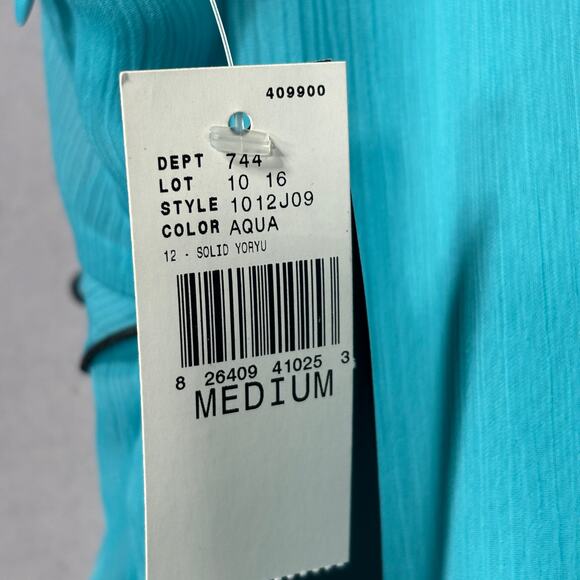 409900
DEPT 744
LOT 10 16
STYLE 1012J09
COLOR AQUA
12 - SOLID YORYU
8 26409 41025 3
MEDIUM